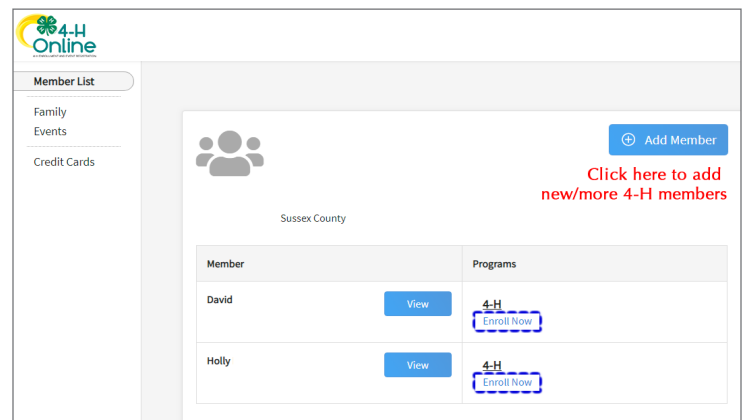 4-H
Online
Member List
Family
Events
Credit Cards
Add Member
Click here to add
new/more 4-H members
Sussex County
Member Programs
David View 4-H
Enroll Now
Holly View 4-H
Enroll Now